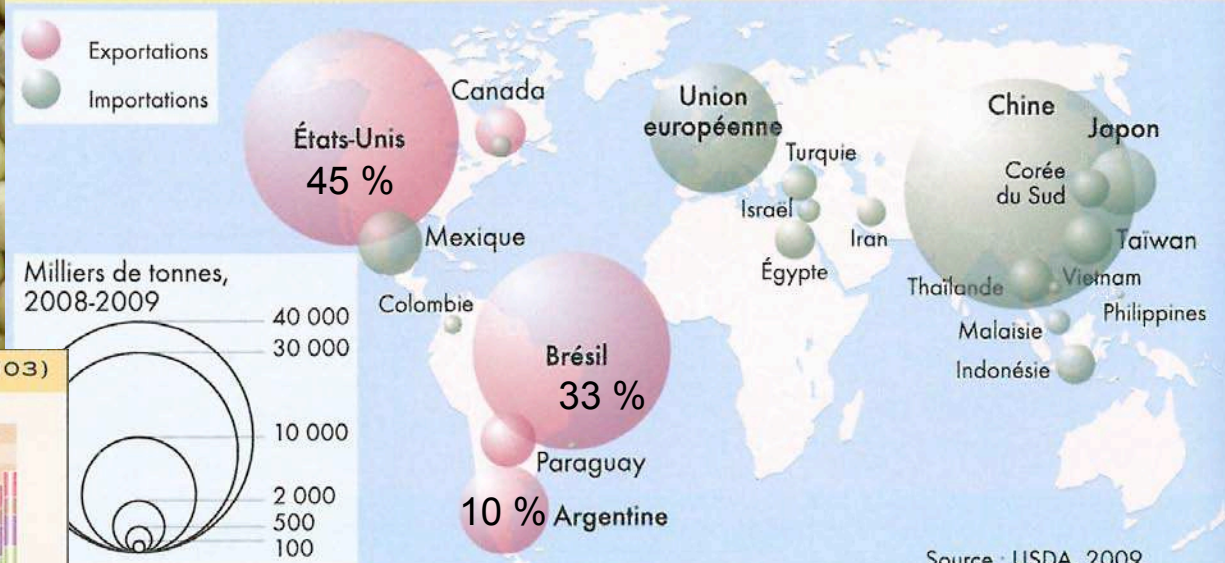 Exportations
Importations
États-Unis
45 %
Canada
Mexique
Colombie
Brésil
33 %
Paraguay
10 % Argentine
Union
européenne
Turquie
Israël
Iran
Égypte
Chine
Japon
Corée
du Sud
Taïwan
Thaïlande
Vietnam
Philippines
Malaisie
Indonésie
Milliers de tonnes,
2008-2009
40 000
30 000
10 000
2 000
500
100
03)
Source : USDA, 2009